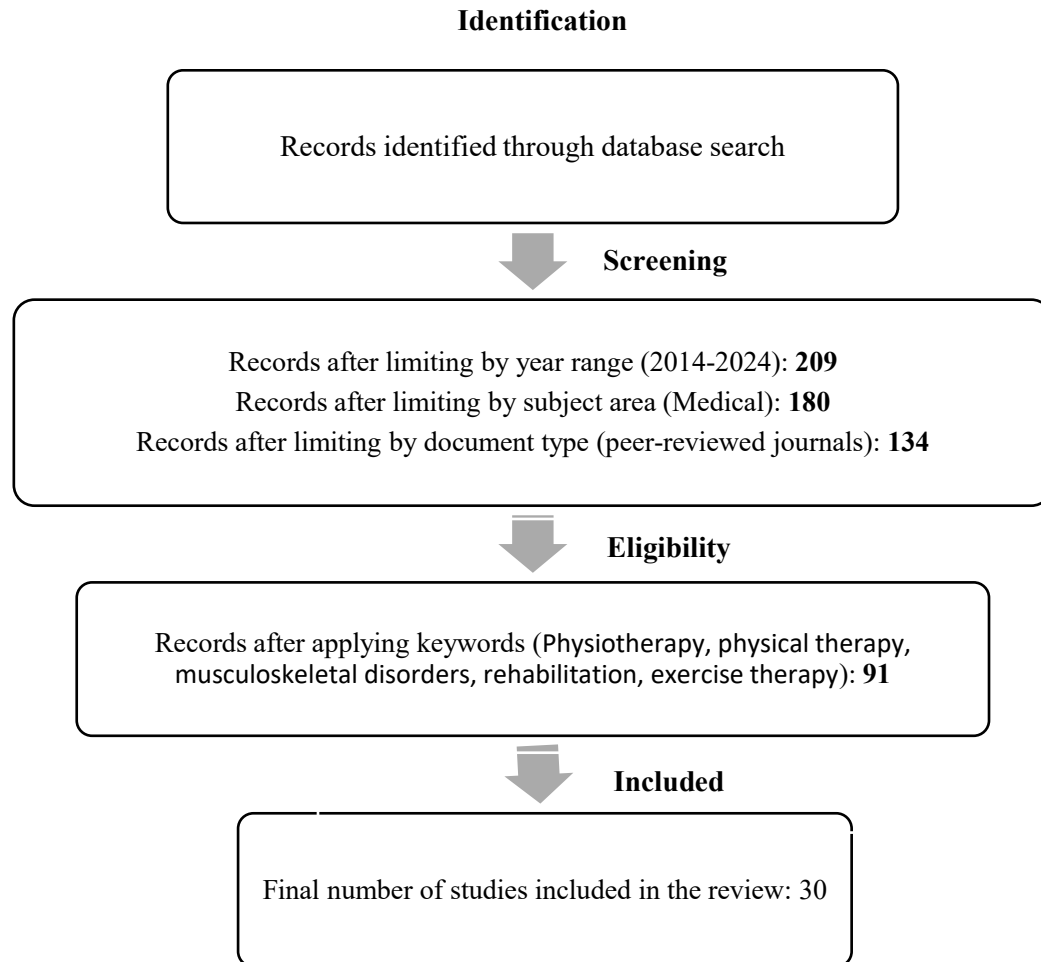 Identification
Records identified through database search
Screening
Records after limiting by year range (2014-2024): 209
Records after limiting by subject area (Medical): 180
Records after limiting by document type (peer-reviewed journals): 134
Eligibility
Records after applying keywords (Physiotherapy, physical therapy,
musculoskeletal disorders, rehabilitation, exercise therapy): 91
Included
Final number of studies included in the review: 30